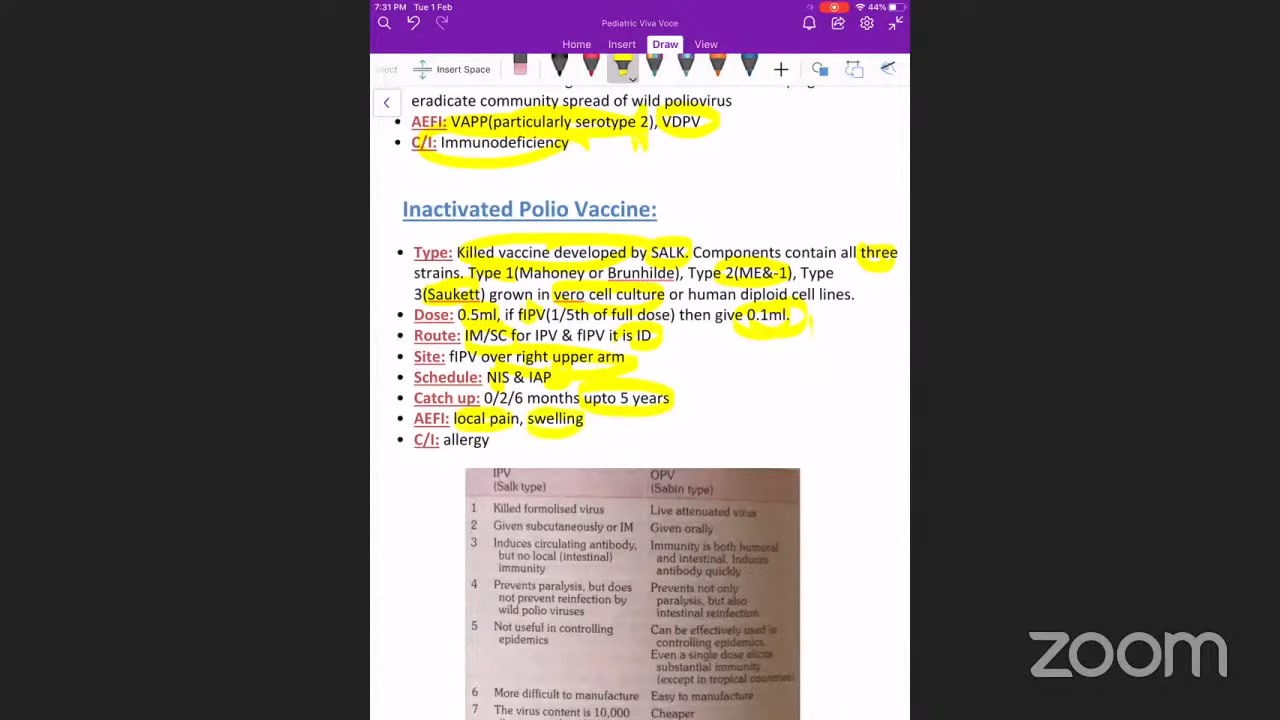 7:31 PM Tue 1 Feb
44%
Pediatric Viva Voce
Home Insert Draw View
Insert Space
eradicate community spread of wild poliovirus
• AEFI: VAPP(particularly serotype 2), VDPV
• C/I: Immunodeficiency
Inactivated Polio Vaccine:
• Type: Killed vaccine developed by SALK. Components contain all three
strains. Type 1(Mahoney or Brunhilde), Type 2(ME&-1), Type
3(Saukett) grown in vero cell culture or human diploid cell lines.
• Dose: 0.5ml, if fIPV(1/5th of full dose) then give 0.1ml.
• Route: IM/SC for IPV & fIPV it is ID
• Site: fIPV over right upper arm
• Schedule: NIS & IAP
• Catch up: 0/2/6 months upto 5 years
• AEFI: local pain, swelling
• C/I: allergy
IPV OPV
(Salk type) (Sabin type)
1 Killed formolised virus Live attenuated virus
2 Given subcutaneously or IM Given orally
3 Induces circulating antibody, Immunity is both humoral
but no local (intestinal) and intestinal. Induces
immunity antibody quickly
4 Prevents paralysis, but does Prevents not only
not prevent reinfection by paralysis, but also
wild polio viruses intestinal reinfection
5 Not useful in controlling Can be effectively used in
epidemics controlling epidemics.
Even a single dose elicits
substantial immunity
(except in tropical countries)
6 More difficult to manufacture Easy to manufacture
7 The virus content is 10,000 Cheaper
zoom